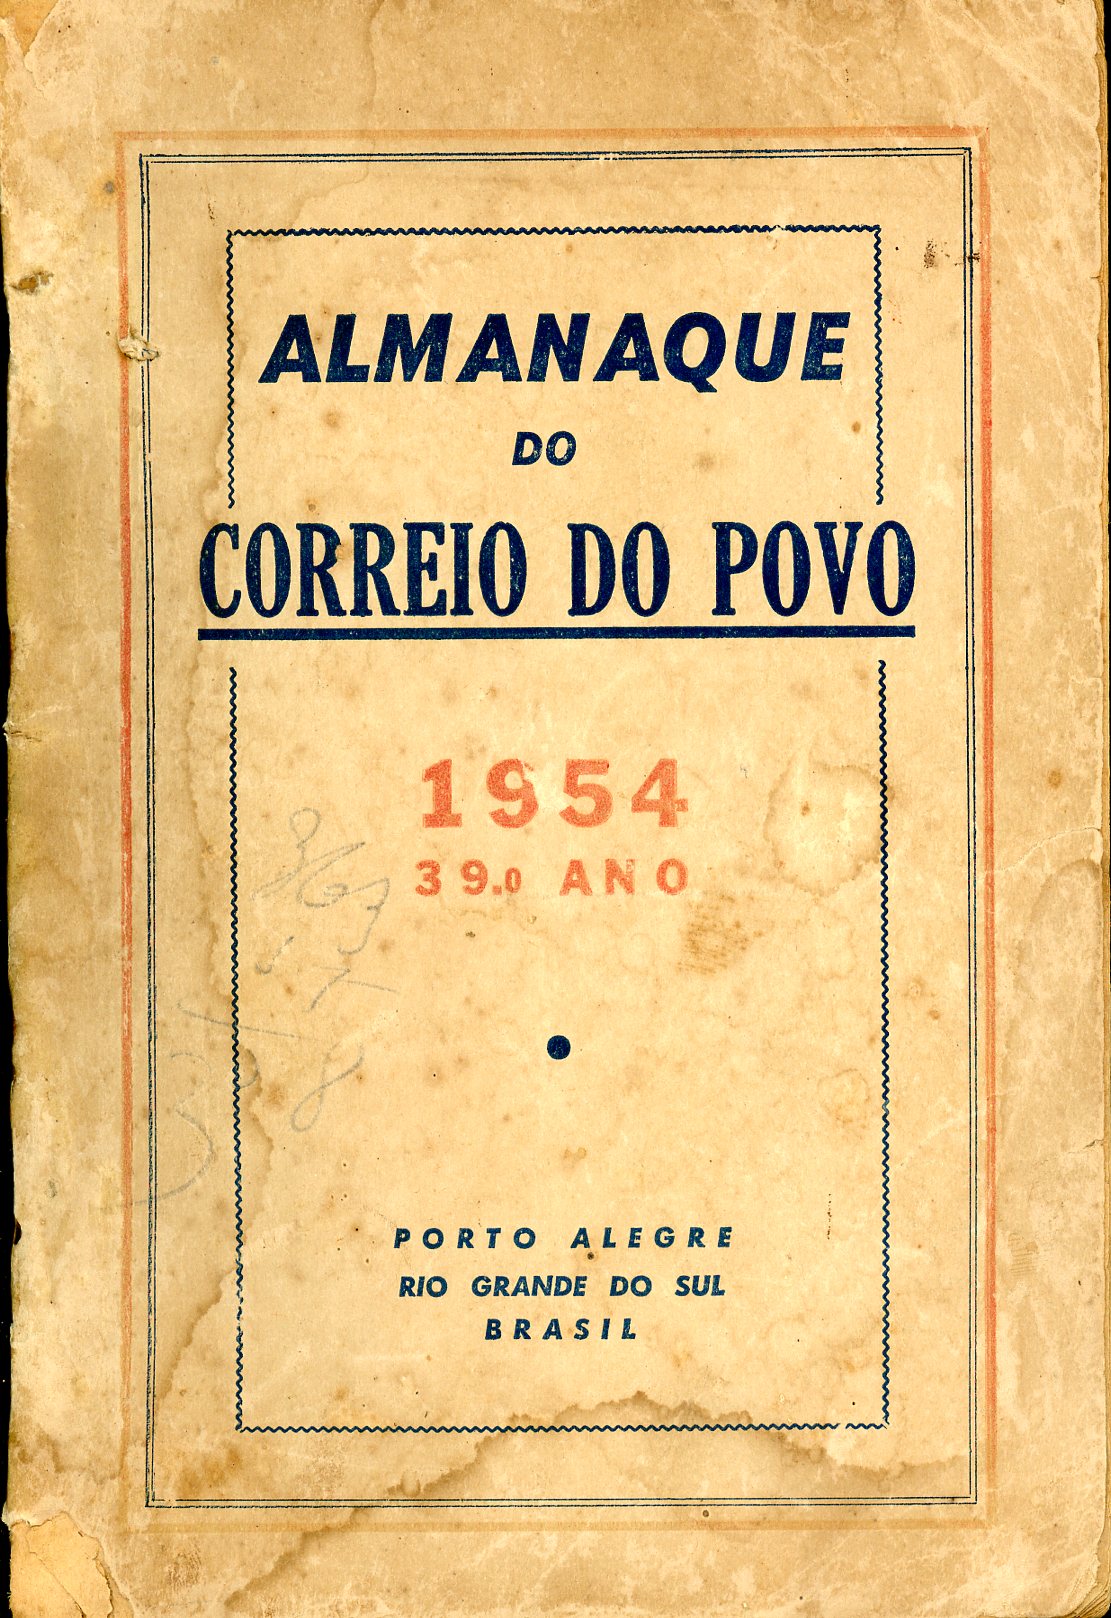 ALMANAQUE
DO
CORREIO DO POVO
1954
39.º ANO
PORTO ALEGRE
RIO GRANDE DO SUL
BRASIL